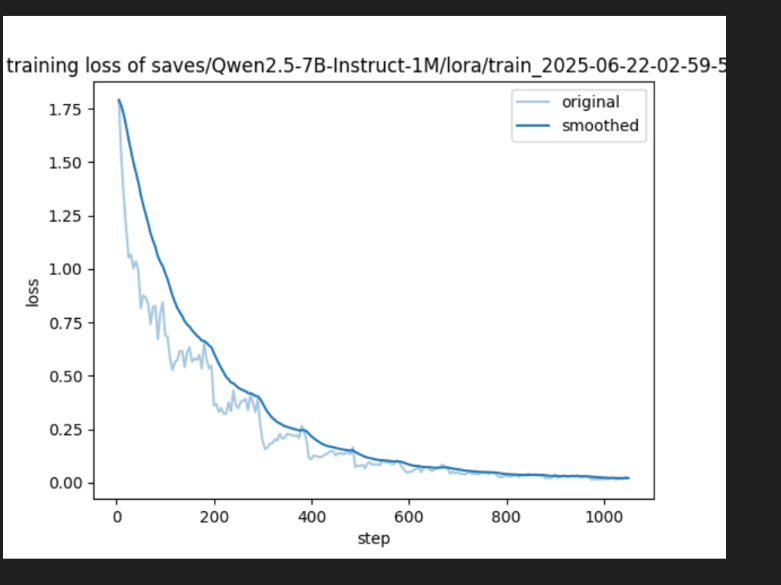 training loss of saves/Qwen2.5-7B-Instruct-1M/lora/train_2025-06-22-02-59-5
original
smoothed
1.75
1.50
1.25
1.00
0.75
0.50
0.25
0.00
loss
0 200 400 600 800 1000
step